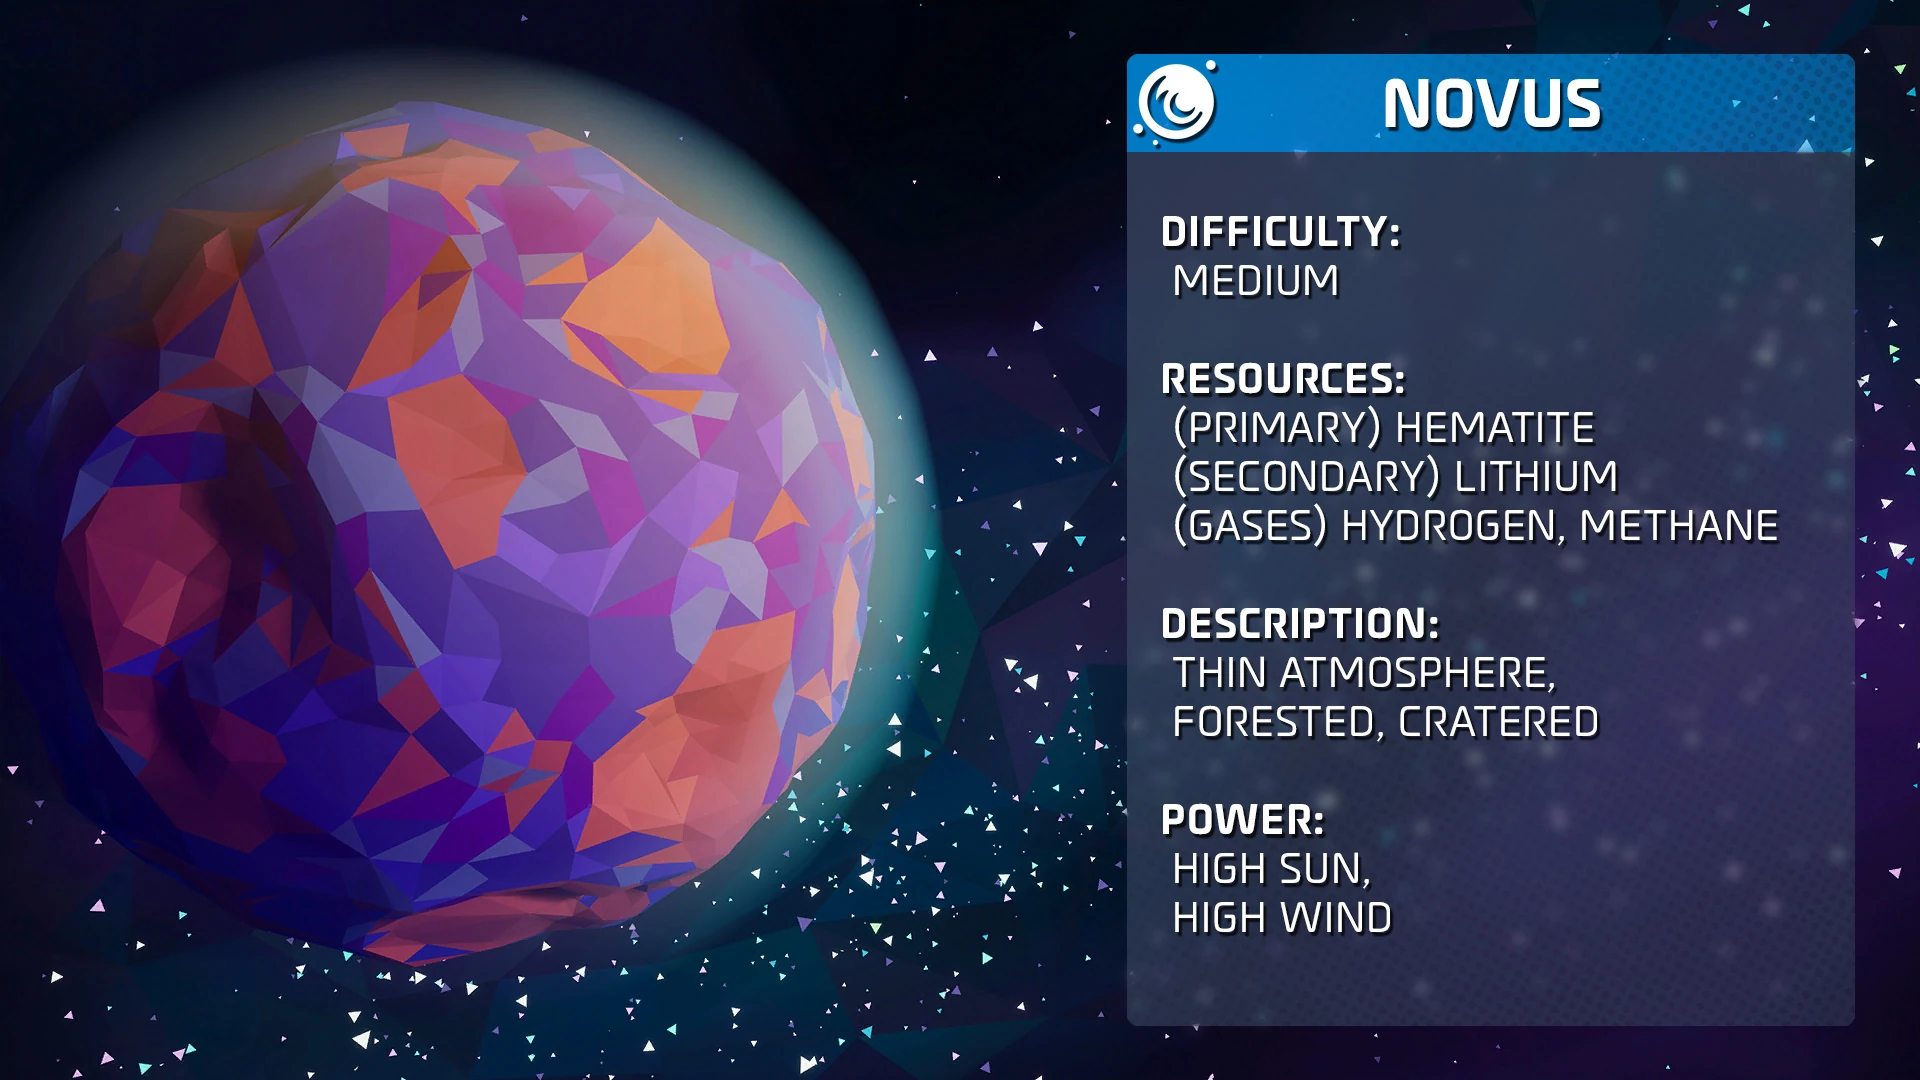 NOVUS
DIFFICULTY:
MEDIUM
RESOURCES:
(PRIMARY) HEMATITE
(SECONDARY) LITHIUM
(GASES) HYDROGEN, METHANE
DESCRIPTION:
THIN ATMOSPHERE,
FORESTED, CRATERED
POWER:
HIGH SUN,
HIGH WIND